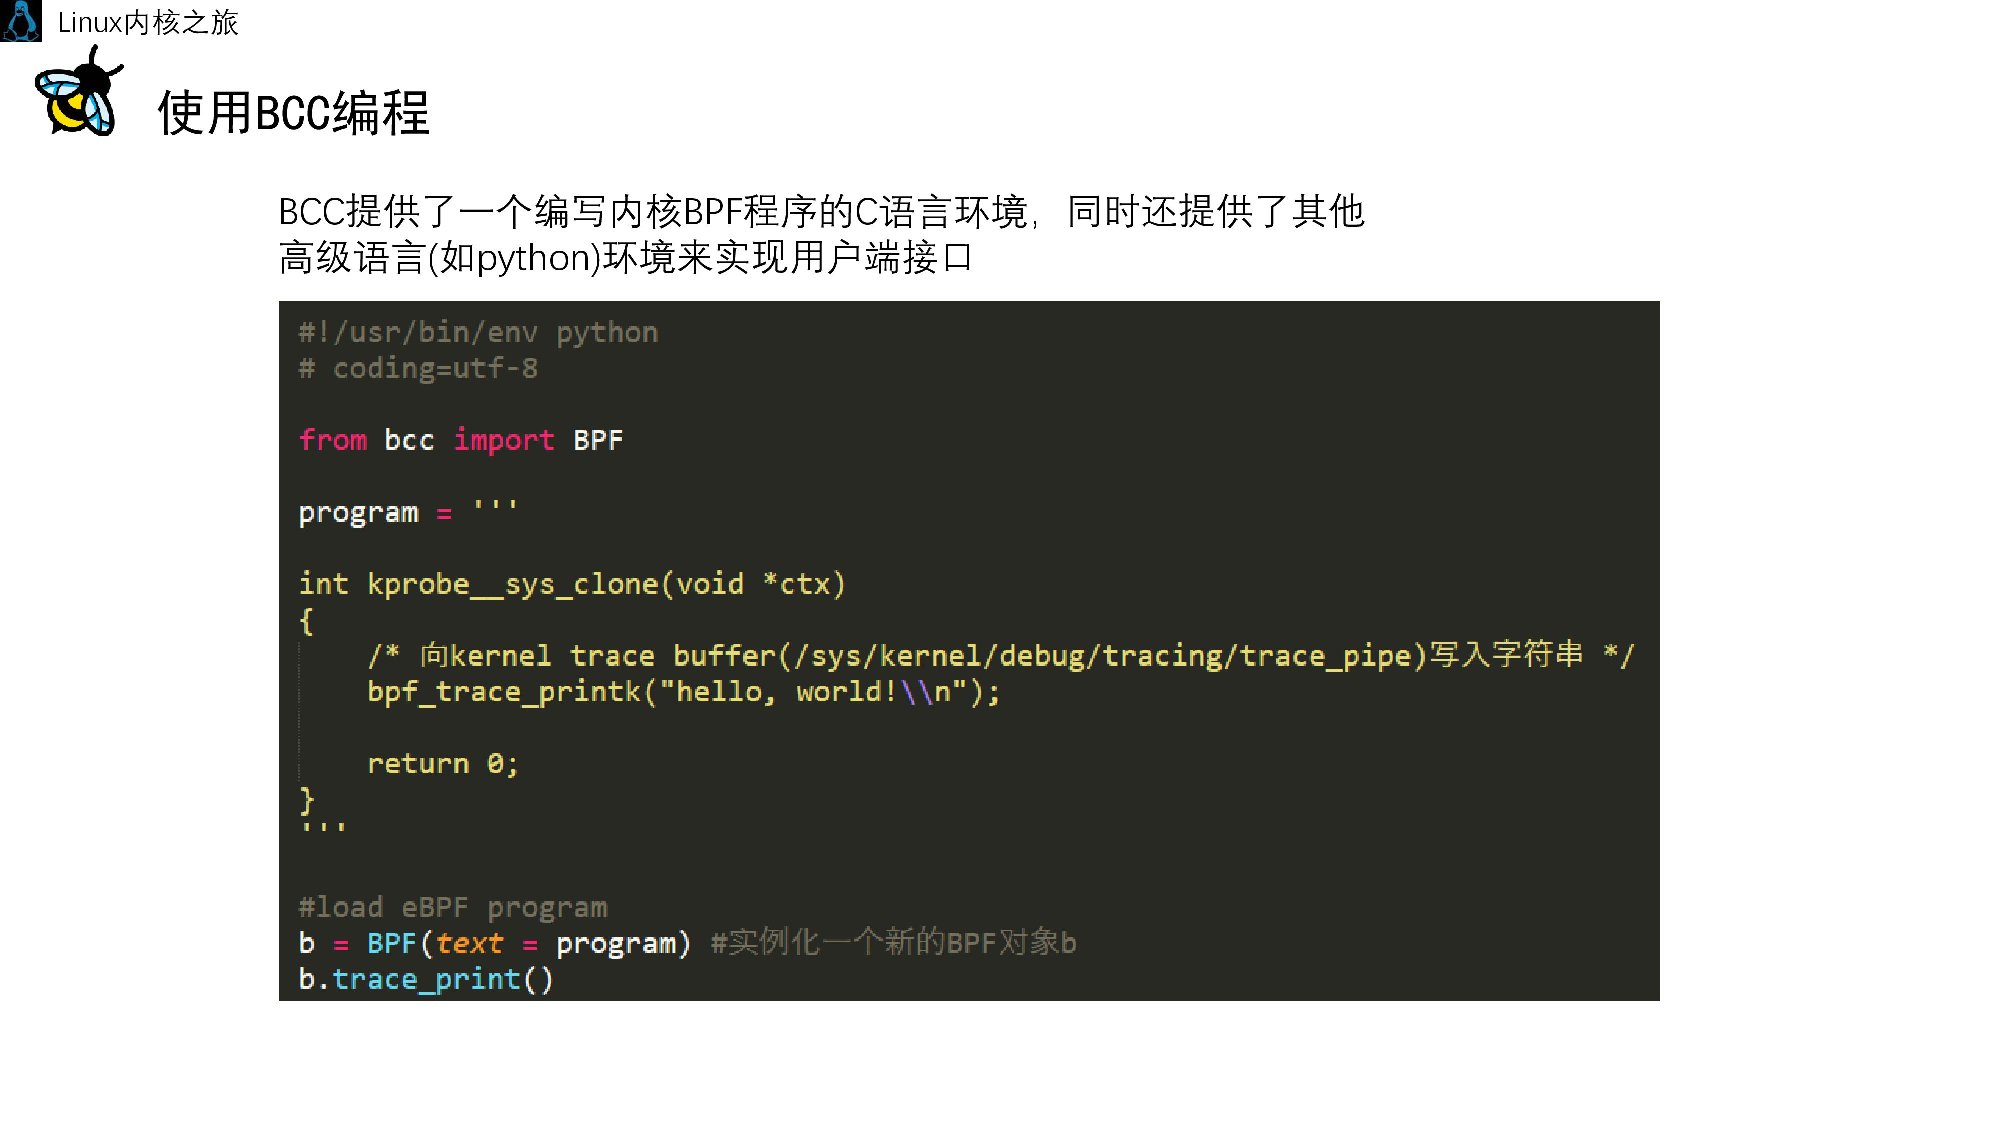 Linux内核之旅
使用BCC编程
BCC提供了一个编写内核BPF程序的C语言环境，同时还提供了其他
高级语言(如python)环境来实现用户端接口
#!/usr/bin/env python
# coding=utf-8
from bcc import BPF
program = '''
int kprobe__sys_clone(void *ctx)
{
    /* 向kernel trace buffer(/sys/kernel/debug/tracing/trace_pipe)写入字符串 */
    bpf_trace_printk("hello, world!\\n");
    return 0;
}
'''
#load eBPF program
b = BPF(text = program) #实例化一个新的BPF对象b
b.trace_print()